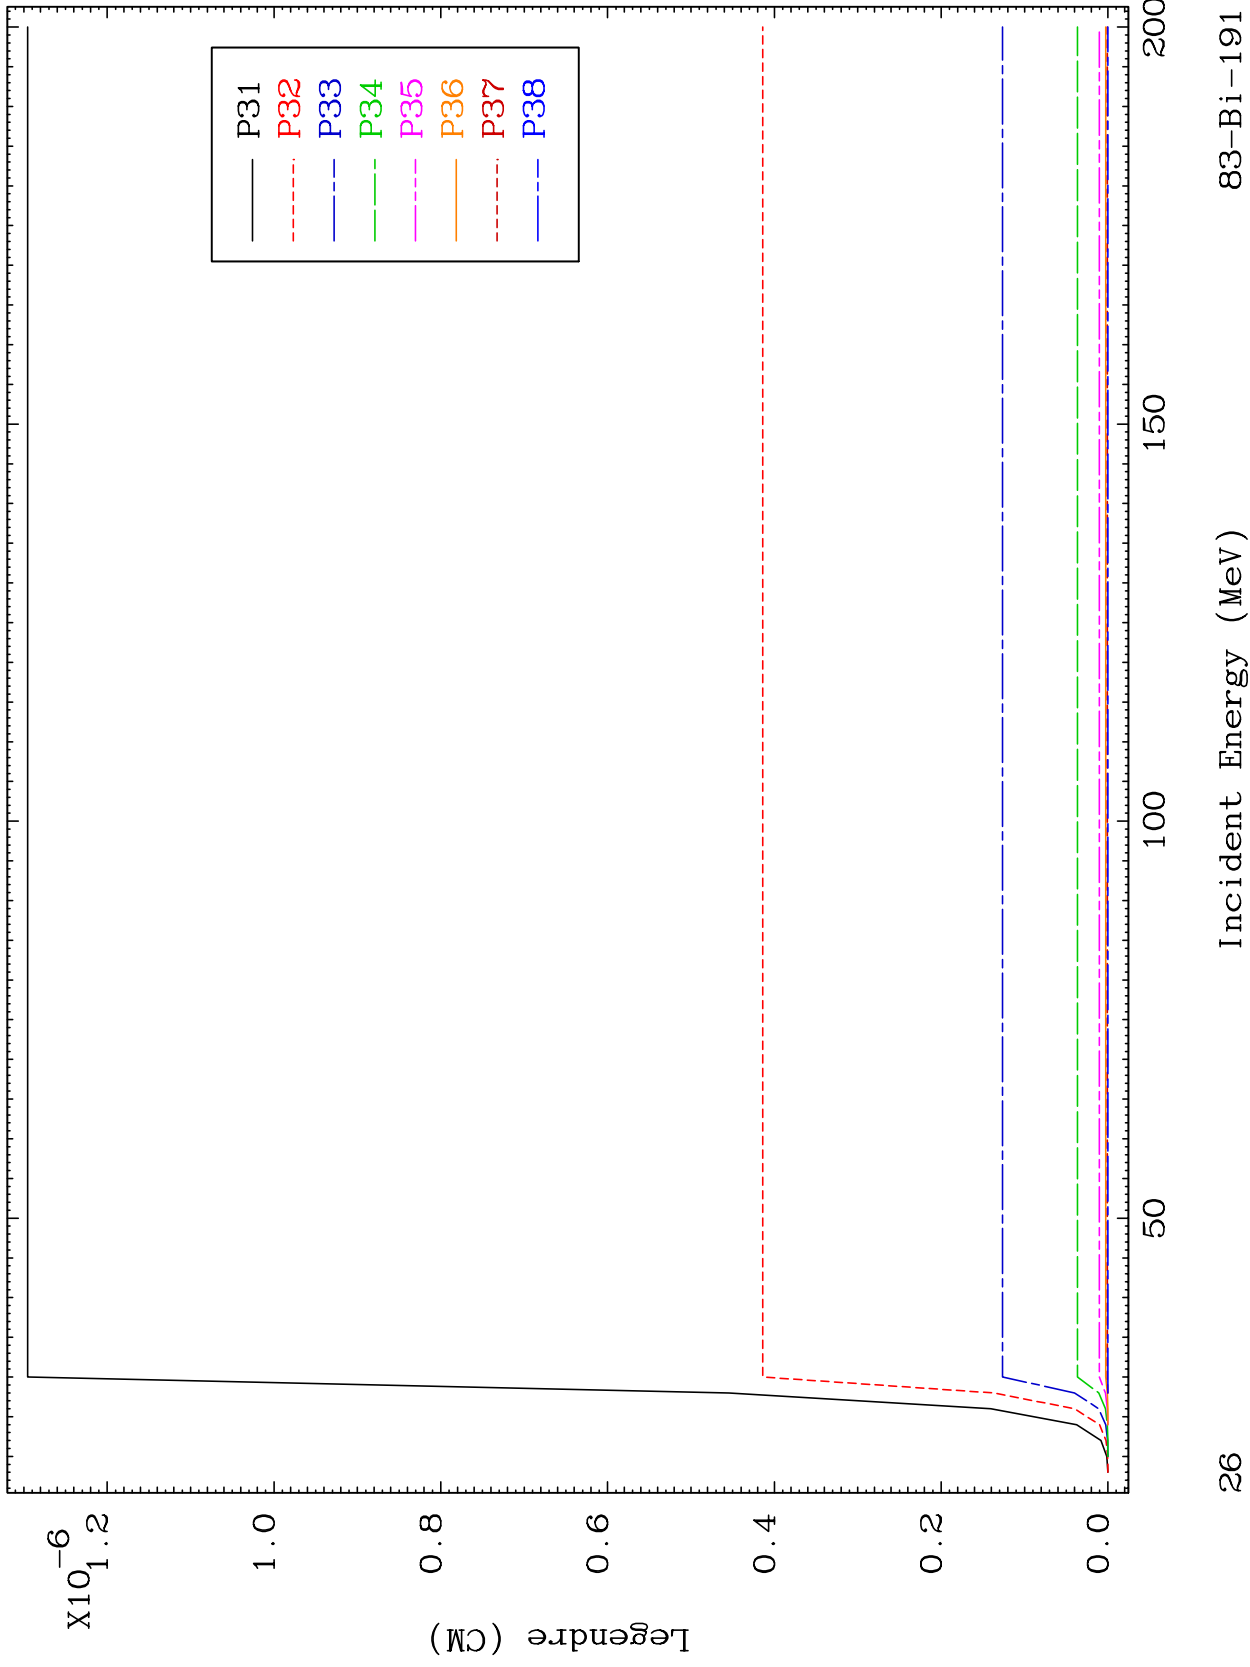 X10-6
1.2
1.0
0.8
0.6
0.4
0.2
0.0
Legendre (CM)
P31
P32
P33
P34
P35
P36
P37
P38
50
100
150
200
Incident Energy (MeV)
26
83-Bi-191